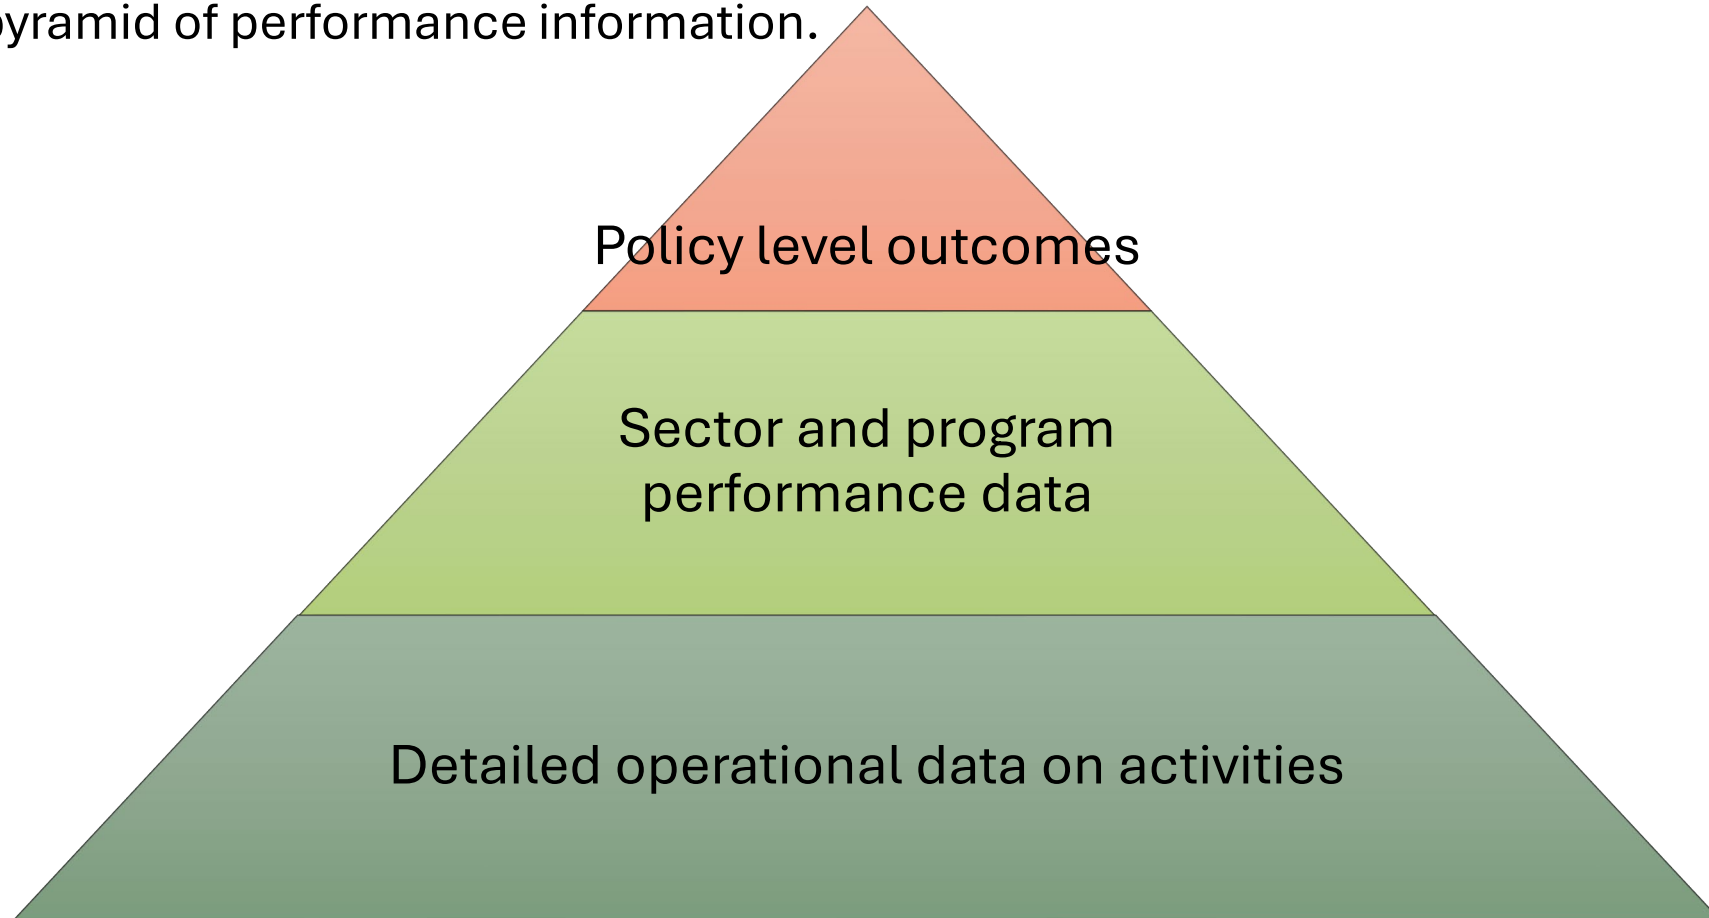 pyramid of performance information.
Policy level outcomes
Sector and program
performance data
Detailed operational data on activities